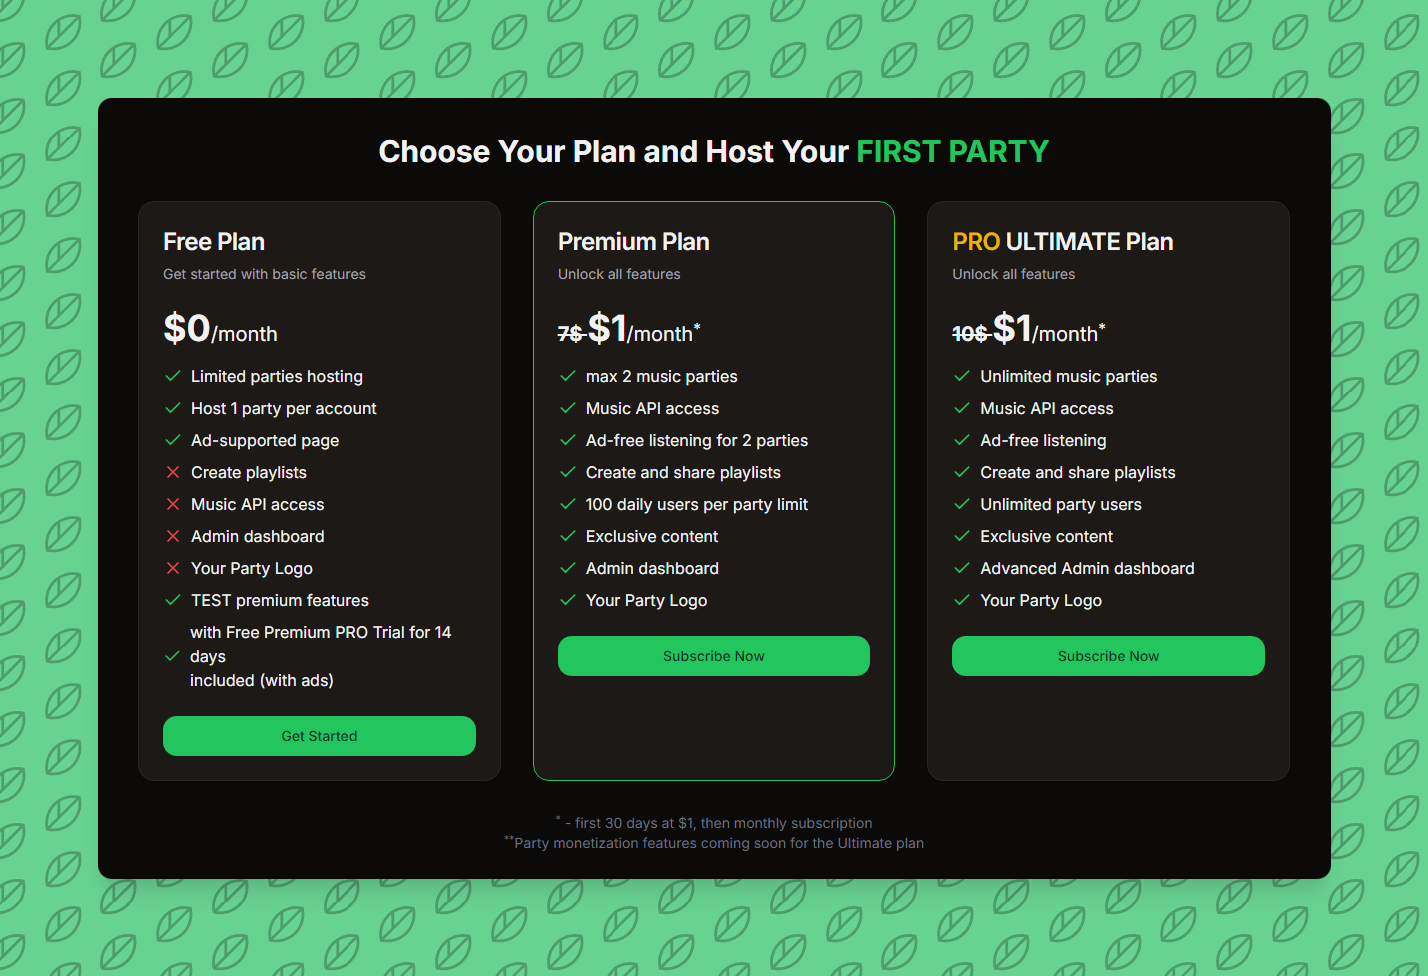 Choose Your Plan and Host Your FIRST PARTY
Free Plan
Get started with basic features
$0/month
Limited parties hosting
Host 1 party per account
Ad-supported page
Create playlists
Music API access
Admin dashboard
Your Party Logo
TEST premium features
with Free Premium PRO Trial for 14
days
included (with ads)
Get Started
Premium Plan
Unlock all features
7$ $1/month*
max 2 music parties
Music API access
Ad-free listening for 2 parties
Create and share playlists
100 daily users per party limit
Exclusive content
Admin dashboard
Your Party Logo
Subscribe Now
PRO ULTIMATE Plan
Unlock all features
10$ $1/month*
Unlimited music parties
Music API access
Ad-free listening
Create and share playlists
Unlimited party users
Exclusive content
Advanced Admin dashboard
Your Party Logo
Subscribe Now
* - first 30 days at $1, then monthly subscription
**Party monetization features coming soon for the Ultimate plan